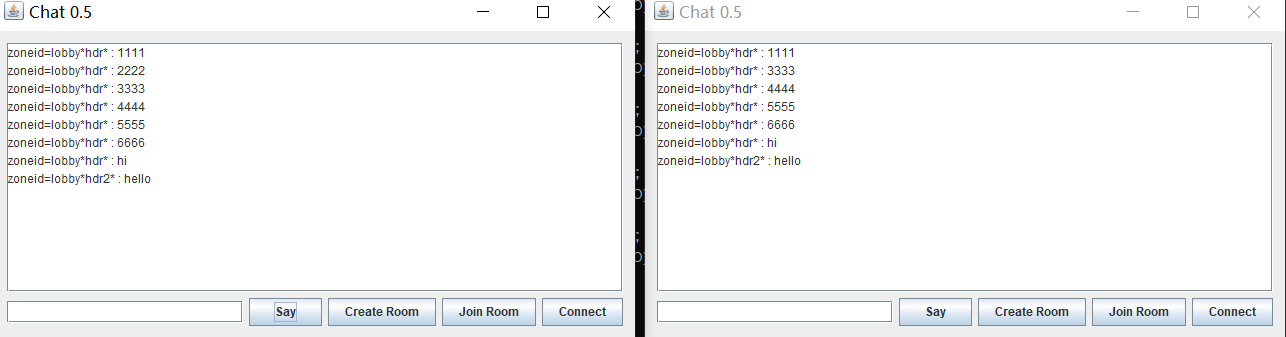 Chat 0.5
zoneid=lobby*hdr* : 1111
zoneid=lobby*hdr* : 2222
zoneid=lobby*hdr* : 3333
zoneid=lobby*hdr* : 4444
zoneid=lobby*hdr* : 5555
zoneid=lobby*hdr* : 6666
zoneid=lobby*hdr* : hi
zoneid=lobby*hdr2* : hello
Say
Create Room
Join Room
Connect
Chat 0.5
zoneid=lobby*hdr* : 1111
zoneid=lobby*hdr* : 3333
zoneid=lobby*hdr* : 4444
zoneid=lobby*hdr* : 5555
zoneid=lobby*hdr* : 6666
zoneid=lobby*hdr* : hi
zoneid=lobby*hdr2* : hello
Say
Create Room
Join Room
Connect